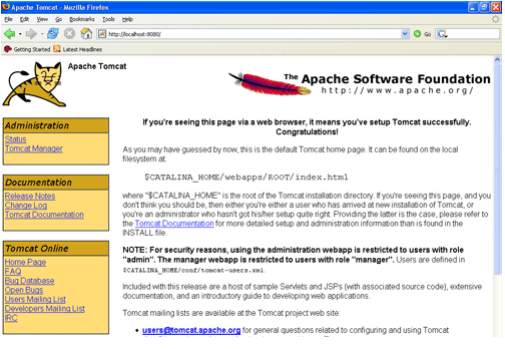 Apache Tomcat - Mozilla Firefox
File Edit View Go Bookmarks Tools Help
http://localhost:8080/
Go
Getting Started Latest Headlines
Apache Tomcat
The Apache Software Foundation
http://www.apache.org/
Administration
Status
Tomcat Manager
Documentation
Release Notes
Change Log
Tomcat Documentation
Tomcat Online
Home Page
FAQ
Bug Database
Open Bugs
Users Mailing List
Developers Mailing List
IRC
If you're seeing this page via a web browser, it means you've setup Tomcat successfully.
Congratulations!
As you may have guessed by now, this is the default Tomcat home page. It can be found on the local
filesystem at:
$CATALINA_HOME/webapps/ROOT/index.html
where "$CATALINA_HOME" is the root of the Tomcat installation directory. If you're seeing this page, and you
don't think you should be, then either you're either a user who has arrived at new installation of Tomcat, or
you're an administrator who hasn't got his/her setup quite right. Providing the latter is the case, please refer to
the Tomcat Documentation for more detailed setup and administration information than is found in the
INSTALL file.
NOTE: For security reasons, using the administration webapp is restricted to users with role
"admin". The manager webapp is restricted to users with role "manager". Users are defined in
$CATALINA_HOME/conf/tomcat-users.xml.
Included with this release are a host of sample Servlets and JSPs (with associated source code), extensive
documentation, and an introductory guide to developing web applications.
Tomcat mailing lists are available at the Tomcat project web site:
• users@tomcat.apache.org for general questions related to configuring and using Tomcat